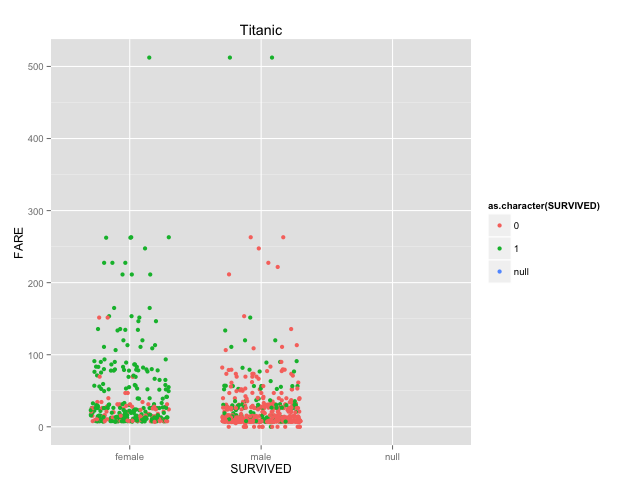 Titanic
FARE
500
400
300
200
100
0
female male null
SURVIVED
as.character(SURVIVED)
0
1
null